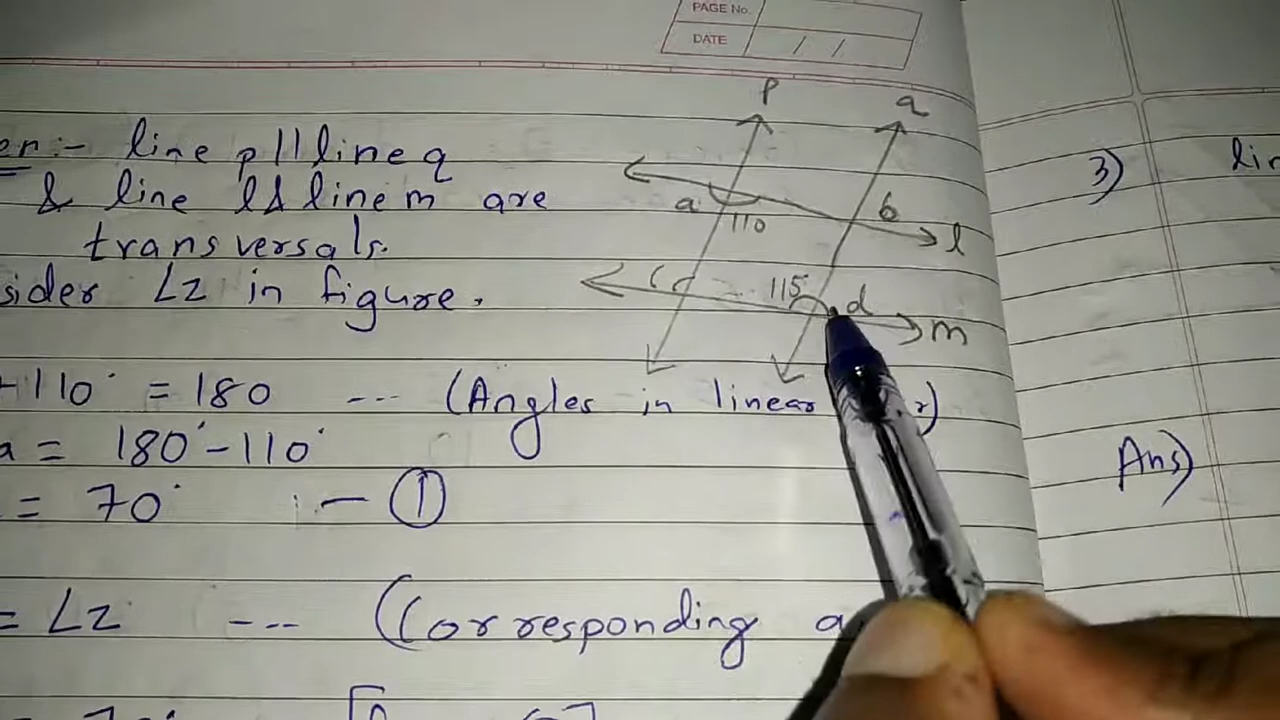 PAGE No.
DATE / /
p
q
en:- line p || line q
& line l & line m are
transversals.
sider ∠z in figure.
a
110
b
l
c
115
d
m
3)
Ans)
+110° = 180 --- (Angles in linear
a = 180° - 110°
= 70° :- ①
= ∠z --- (Corresponding a